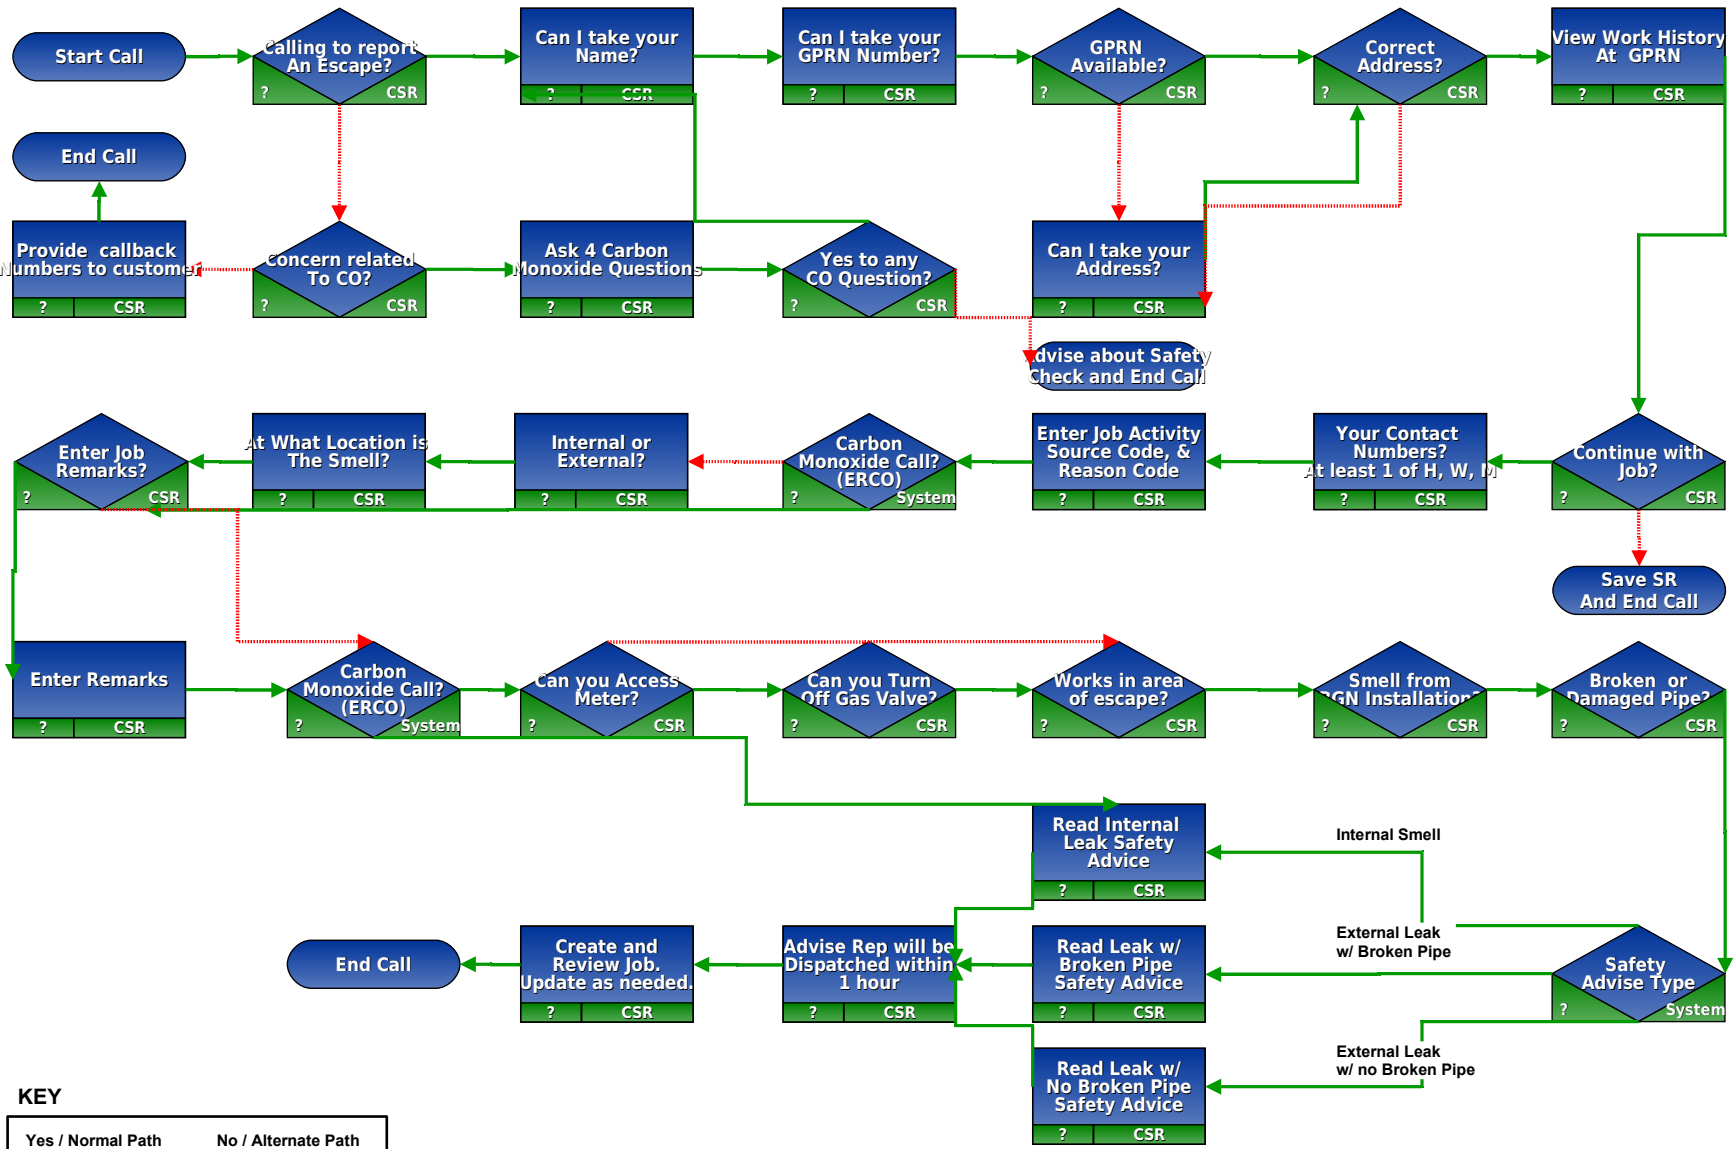 Start Call
Calling to report
An Escape?
? CSR
Can I take your
Name?
? CSR
Can I take your
GPRN Number?
? CSR
GPRN
Available?
? CSR
Correct
Address?
? CSR
View Work History
At GPRN
? CSR
End Call
Provide callback
Numbers to customer
? CSR
Concern related
To CO?
? CSR
Ask 4 Carbon
Monoxide Questions
? CSR
Yes to any
CO Question?
? CSR
Can I take your
Address?
? CSR
Advise about Safety
Check and End Call
Enter Job
Remarks?
? CSR
At What Location is
The Smell?
? CSR
Internal or
External?
? CSR
Carbon
Monoxide Call?
(ERCO)
? System
Enter Job Activity
Source Code, &
Reason Code
? CSR
Your Contact
Numbers?
At least 1 of H, W, M
? CSR
Continue with
Job?
? CSR
Save SR
And End Call
Enter Remarks
? CSR
Carbon
Monoxide Call?
(ERCO)
? System
Can you Access
Meter?
? CSR
Can you Turn
Off Gas Valve?
? CSR
Works in area
of escape?
? CSR
Smell from
BGN Installation?
? CSR
Broken or
Damaged Pipe?
? CSR
Read Internal
Leak Safety
Advice
? CSR
Internal Smell
External Leak
w/ Broken Pipe
End Call
Create and
Review Job.
Update as needed.
? CSR
Advise Rep will be
Dispatched within
1 hour
? CSR
Read Leak w/
Broken Pipe
Safety Advice
? CSR
Safety
Advise Type
? System
External Leak
w/ no Broken Pipe
Read Leak w/
No Broken Pipe
Safety Advice
? CSR
KEY
Yes / Normal Path No / Alternate Path